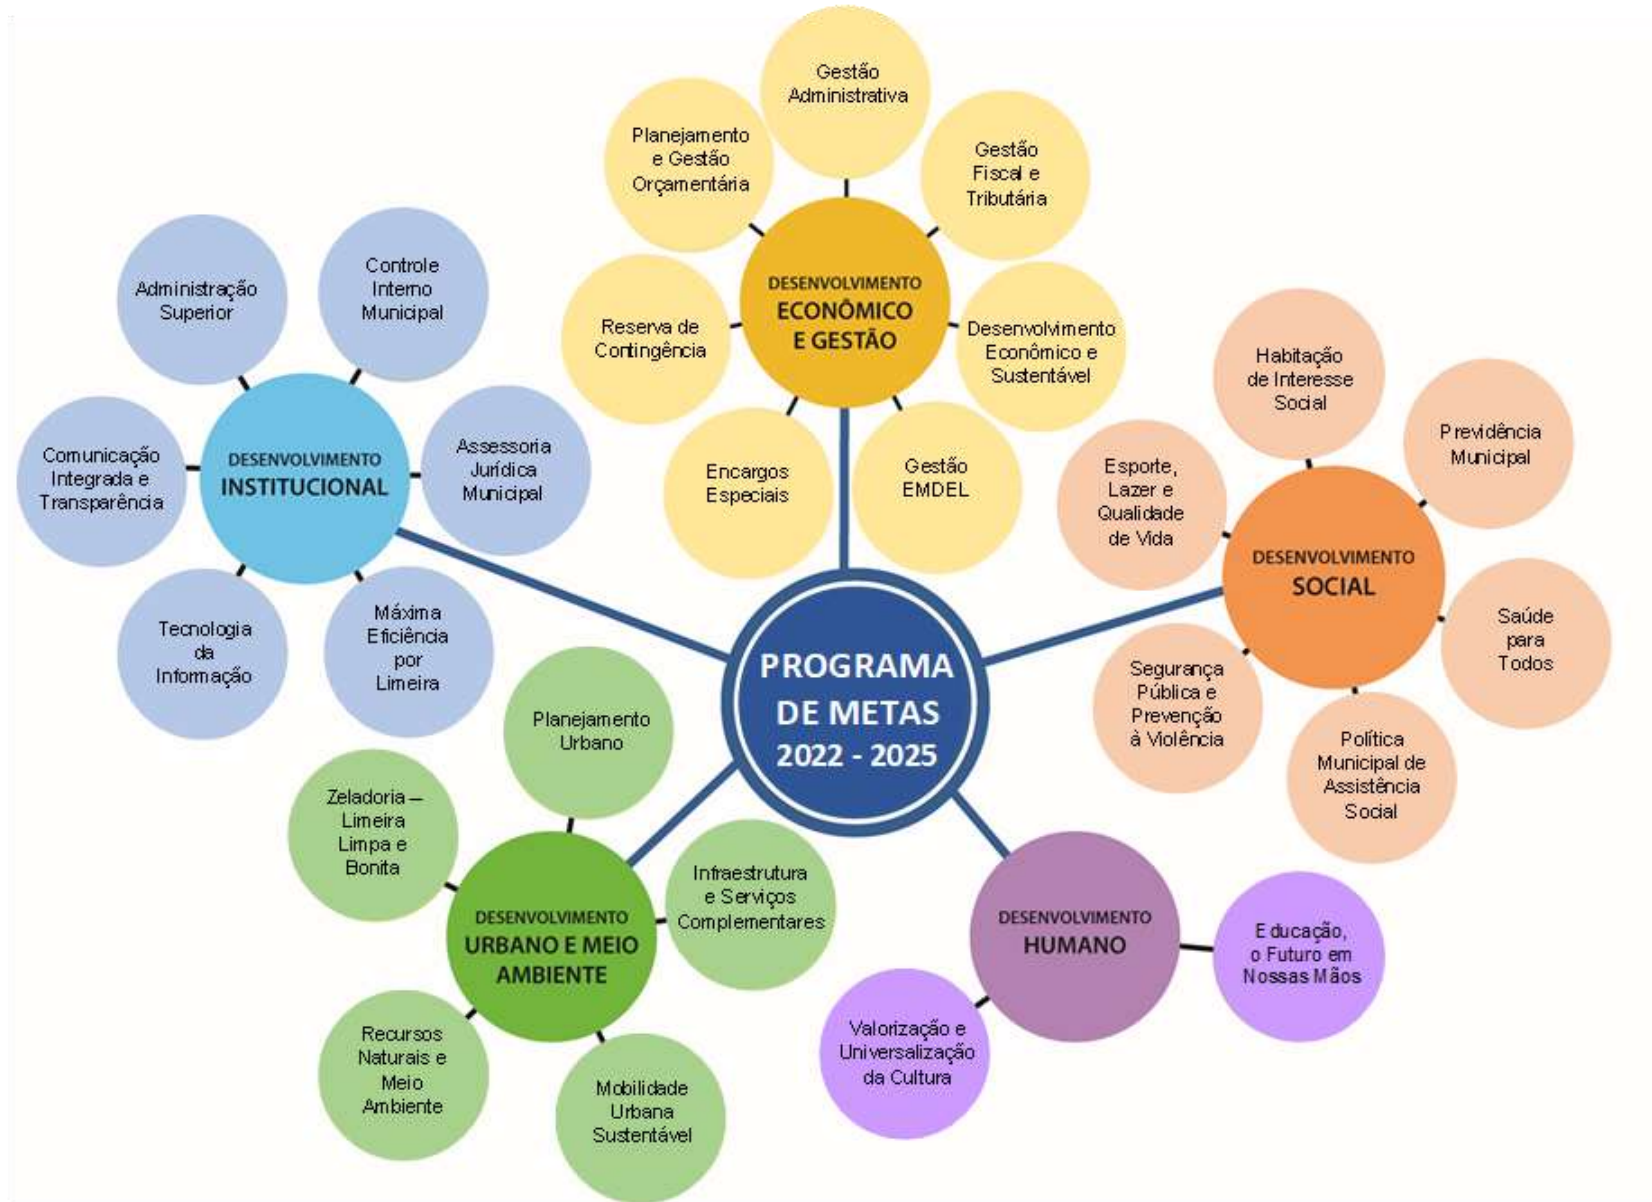 Gestão
Administrativa
Planejamento
e Gestão
Orçamentária
Gestão
Fiscal e
Tributária
Reserva de
Contingência
DESENVOLVIMENTO
ECONÔMICO
E GESTÃO
Desenvolvimento
Econômico e
Sustentável
Encargos
Especiais
Gestão
EMDEL
Administração
Superior
Controle
Interno
Municipal
Comunicação
Integrada e
Transparência
DESENVOLVIMENTO
INSTITUCIONAL
Assessoria
Jurídica
Municipal
Tecnologia
da
Informação
Máxima
Eficiência
por
Limeira
Habitação
de Interesse
Social
Previdência
Municipal
Esporte,
Lazer e
Qualidade
de Vida
DESENVOLVIMENTO
SOCIAL
Saúde
para
Todos
Segurança
Pública e
Prevenção
à Violência
Política
Municipal de
Assistência
Social
PROGRAMA
DE METAS
2022 - 2025
Planejamento
Urbano
Zeladoria –
Limeira
Limpa e
Bonita
Infraestrutura
e Serviços
Complementares
DESENVOLVIMENTO
URBANO E MEIO
AMBIENTE
Recursos
Naturais e
Meio
Ambiente
Mobilidade
Urbana
Sustentável
DESENVOLVIMENTO
HUMANO
Educação,
o Futuro em
Nossas Mãos
Valorização e
Universalização
da Cultura